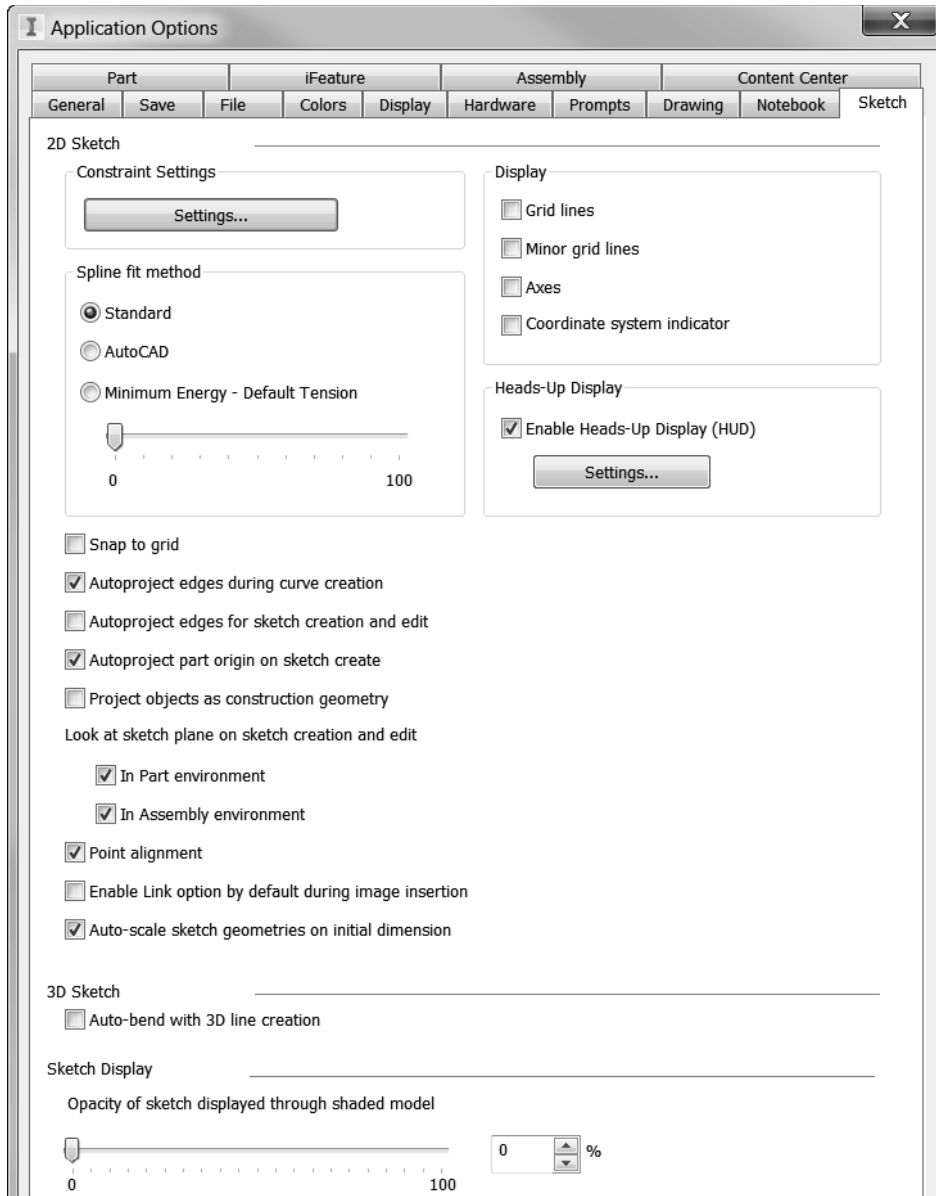 Application Options
Part iFeature Assembly Content Center
General Save File Colors Display Hardware Prompts Drawing Notebook Sketch
2D Sketch
Constraint Settings
Settings...
Spline fit method
Standard
AutoCAD
Minimum Energy - Default Tension
0 100
Display
Grid lines
Minor grid lines
Axes
Coordinate system indicator
Heads-Up Display
Enable Heads-Up Display (HUD)
Settings...
Snap to grid
Autoproject edges during curve creation
Autoproject edges for sketch creation and edit
Autoproject part origin on sketch create
Project objects as construction geometry
Look at sketch plane on sketch creation and edit
In Part environment
In Assembly environment
Point alignment
Enable Link option by default during image insertion
Auto-scale sketch geometries on initial dimension
3D Sketch
Auto-bend with 3D line creation
Sketch Display
Opacity of sketch displayed through shaded model
0 %
0 100